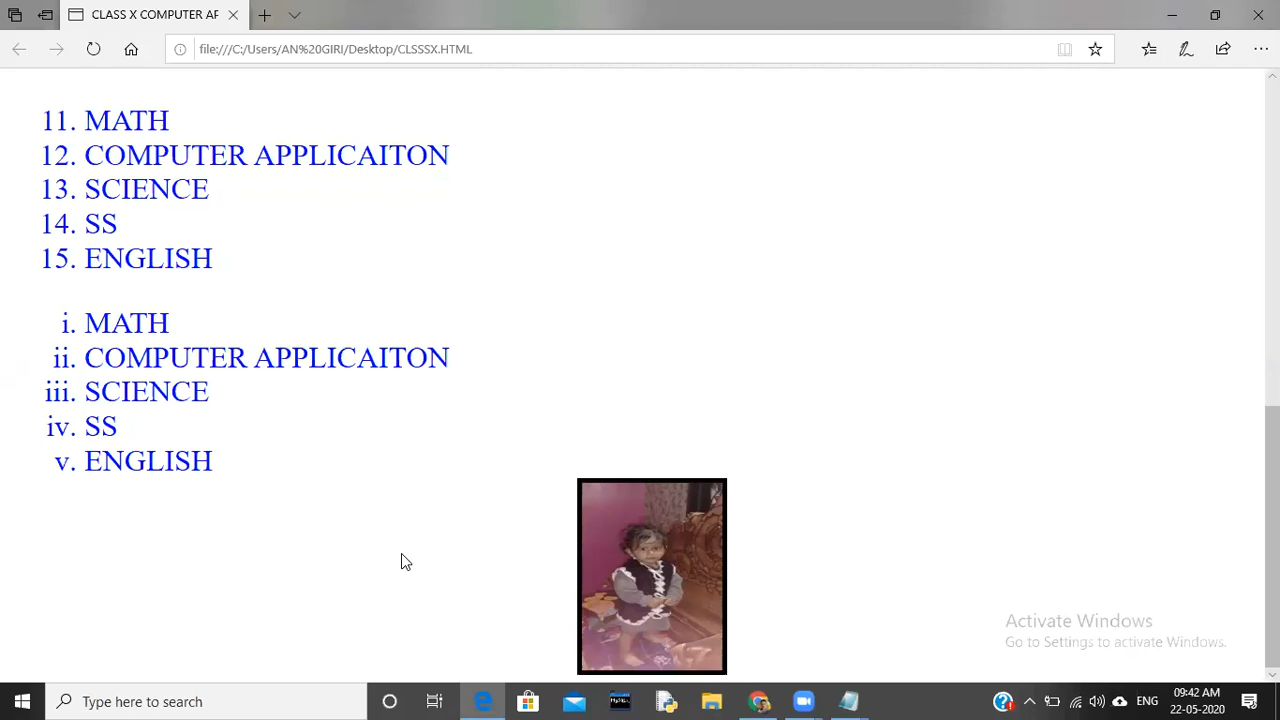 CLASS X COMPUTER AF
file:///C:/Users/AN%20GIRI/Desktop/CLSSSX.HTML
11. MATH
12. COMPUTER APPLICAITON
13. SCIENCE
14. SS
15. ENGLISH
i. MATH
ii. COMPUTER APPLICAITON
iii. SCIENCE
iv. SS
v. ENGLISH
Activate Windows
Go to Settings to activate Windows.
Type here to search
ENG
09:42 AM
22-05-2020